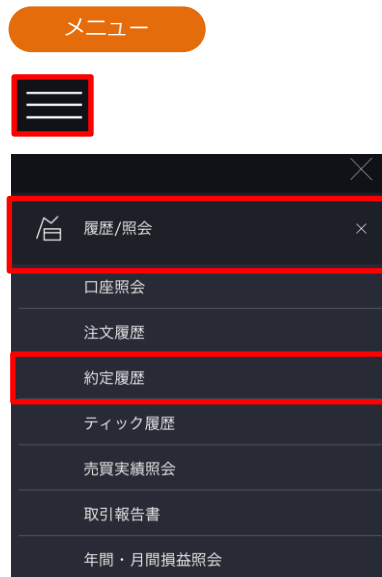 メニュー
履歴/照会
口座照会
注文履歴
約定履歴
ティック履歴
売買実績照会
取引報告書
年間・月間損益照会